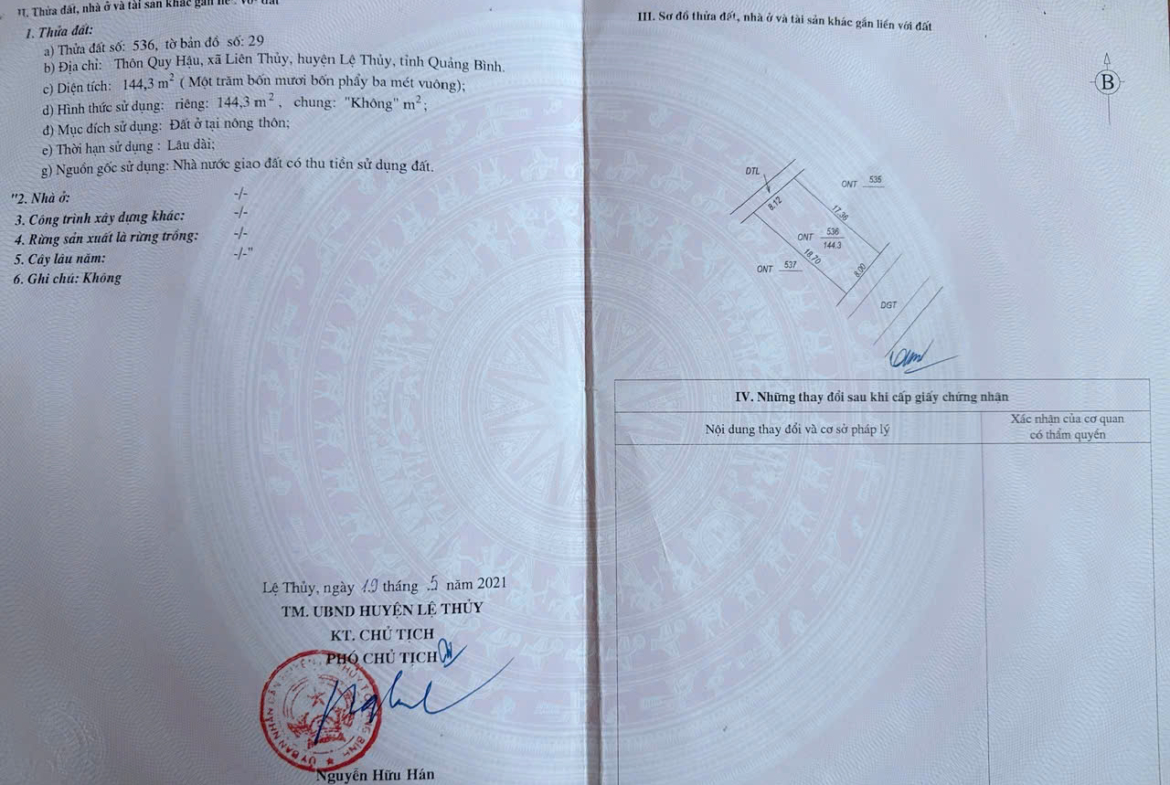 II. Thửa đất, nhà ở và tài sản khác gắn liền với đất
1. Thửa đất:
a) Thửa đất số: 536, tờ bản đồ số: 29
b) Địa chỉ: Thôn Quy Hậu, xã Liên Thủy, huyện Lệ Thủy, tỉnh Quảng Bình.
c) Diện tích: 144,3 m² ( Một trăm bốn mươi bốn phẩy ba mét vuông);
d) Hình thức sử dụng: riêng: 144,3 m² , chung: "Không" m²;
đ) Mục đích sử dụng: Đất ở tại nông thôn;
e) Thời hạn sử dụng : Lâu dài;
g) Nguồn gốc sử dụng: Nhà nước giao đất có thu tiền sử dụng đất.
"2. Nhà ở: -/-
3. Công trình xây dựng khác: -/-
4. Rừng sản xuất là rừng trồng: -/-
5. Cây lâu năm: -/-"
6. Ghi chú: Không
Lệ Thủy, ngày 19 tháng 5 năm 2021
TM. UBND HUYỆN LỆ THỦY
KT. CHỦ TỊCH
PHÓ CHỦ TỊCH
ỦY BAN NHÂN DÂN
BÌNH
Nguyễn Hữu Hán
III. Sơ đồ thửa đất, nhà ở và tài sản khác gắn liền với đất
B
DTL
ONT 535
8.12
17.36
ONT 536
144.3
ONT 537
18.70
8.00
DGT
IV. Những thay đổi sau khi cấp giấy chứng nhận
Nội dung thay đổi và cơ sở pháp lý
Xác nhận của cơ quan
có thẩm quyền